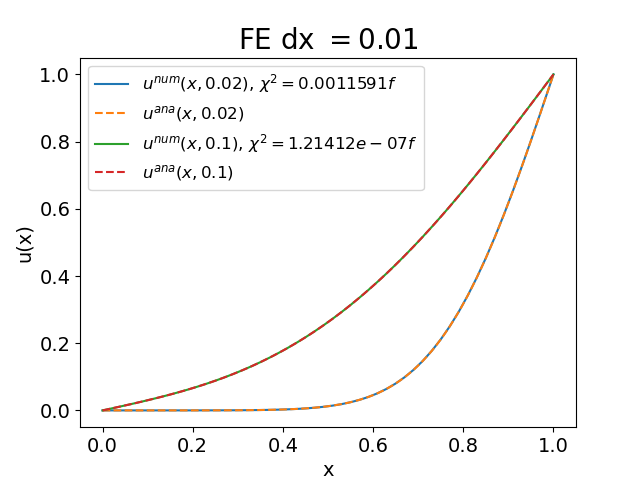 FE dx = 0.01
u^{num}(x, 0.02), χ² = 0.0011591f
u^{ana}(x, 0.02)
u^{num}(x, 0.1), χ² = 1.21412e − 07f
u^{ana}(x, 0.1)
u(x)
1.0
0.8
0.6
0.4
0.2
0.0
0.0 0.2 0.4 0.6 0.8 1.0
x